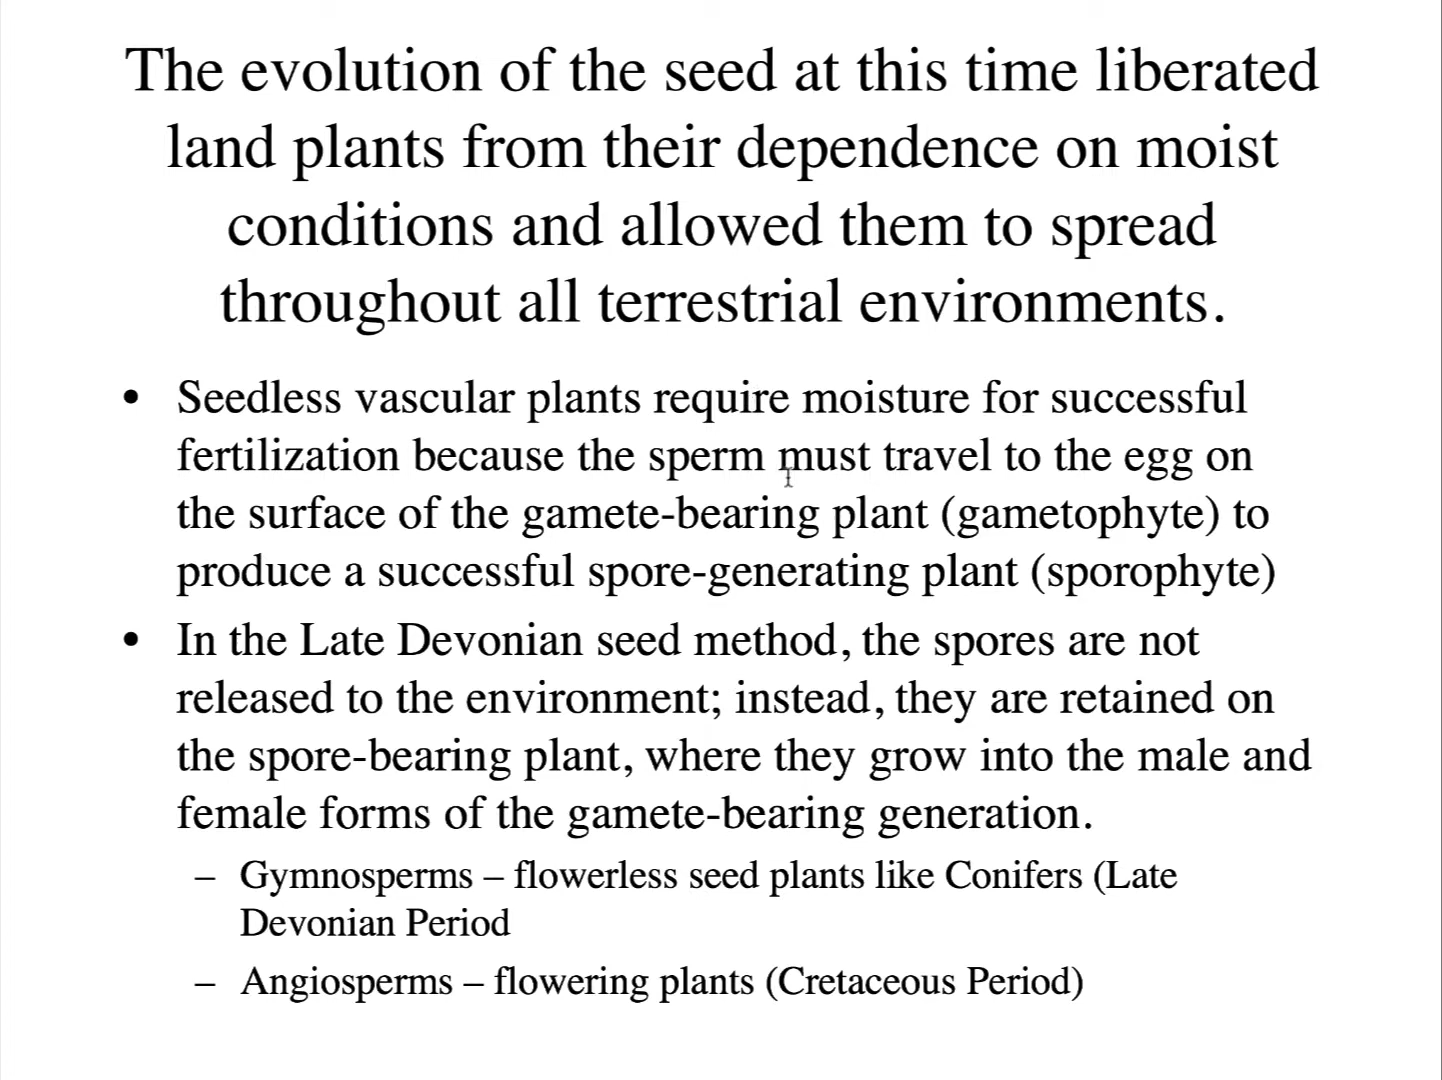 The evolution of the seed at this time liberated
land plants from their dependence on moist
conditions and allowed them to spread
throughout all terrestrial environments.
• Seedless vascular plants require moisture for successful
fertilization because the sperm must travel to the egg on
the surface of the gamete-bearing plant (gametophyte) to
produce a successful spore-generating plant (sporophyte)
• In the Late Devonian seed method, the spores are not
released to the environment; instead, they are retained on
the spore-bearing plant, where they grow into the male and
female forms of the gamete-bearing generation.
– Gymnosperms – flowerless seed plants like Conifers (Late
Devonian Period
– Angiosperms – flowering plants (Cretaceous Period)